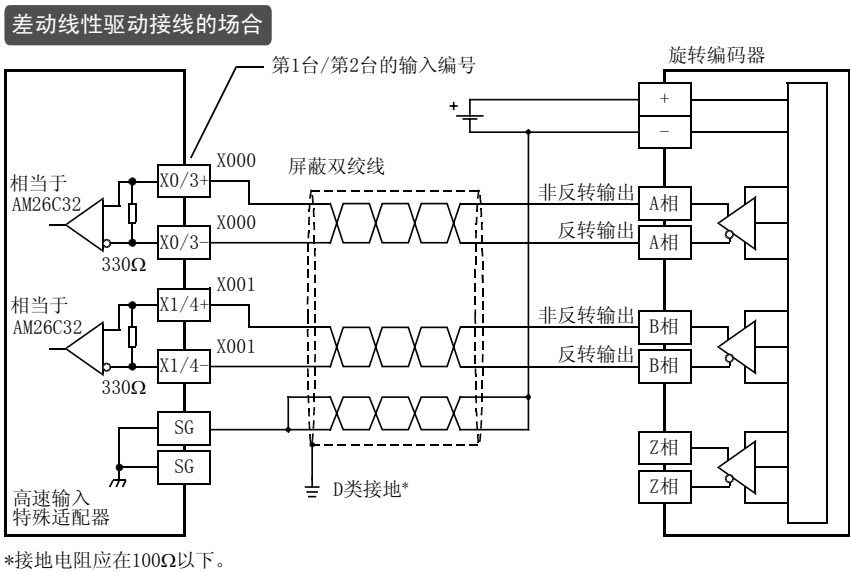 差动线性驱动接线的场合
第1台/第2台的输入编号
旋转编码器
+
+
-
X000
屏蔽双绞线
相当于
AM26C32
X0/3+
非反转输出
A相
X000
反转输出
X0/3-
A相
330Ω
X001
相当于
AM26C32
X1/4+
非反转输出
B相
X001
反转输出
X1/4-
B相
330Ω
SG
Z相
SG
Z相
高速输入
特殊适配器
D类接地*
*接地电阻应在100Ω以下。